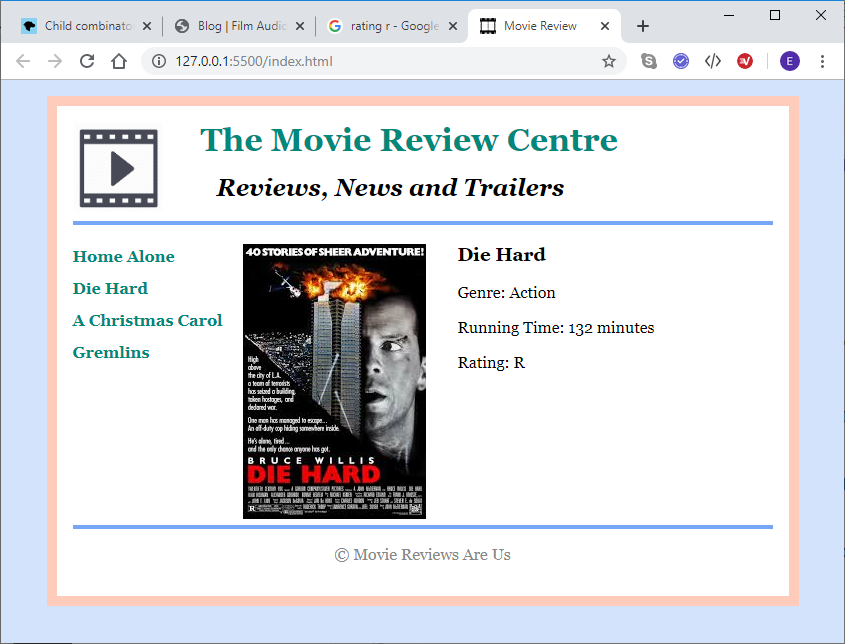 Child combinato
Blog | Film Audio
rating r - Google
Movie Review
127.0.0.1:5500/index.html
E
The Movie Review Centre
Reviews, News and Trailers
Home Alone
Die Hard
A Christmas Carol
Gremlins
40 STORIES OF SHEER ADVENTURE!
High
above
the city of L.A.
a team of terrorists
has seized a building,
taken hostages, and
declared war.
One man has managed to escape...
An off-duty cop hiding somewhere inside.
He's alone, tired...
and the only chance anyone has got.
BRUCE WILLIS
DIE HARD
Die Hard
Genre: Action
Running Time: 132 minutes
Rating: R
© Movie Reviews Are Us